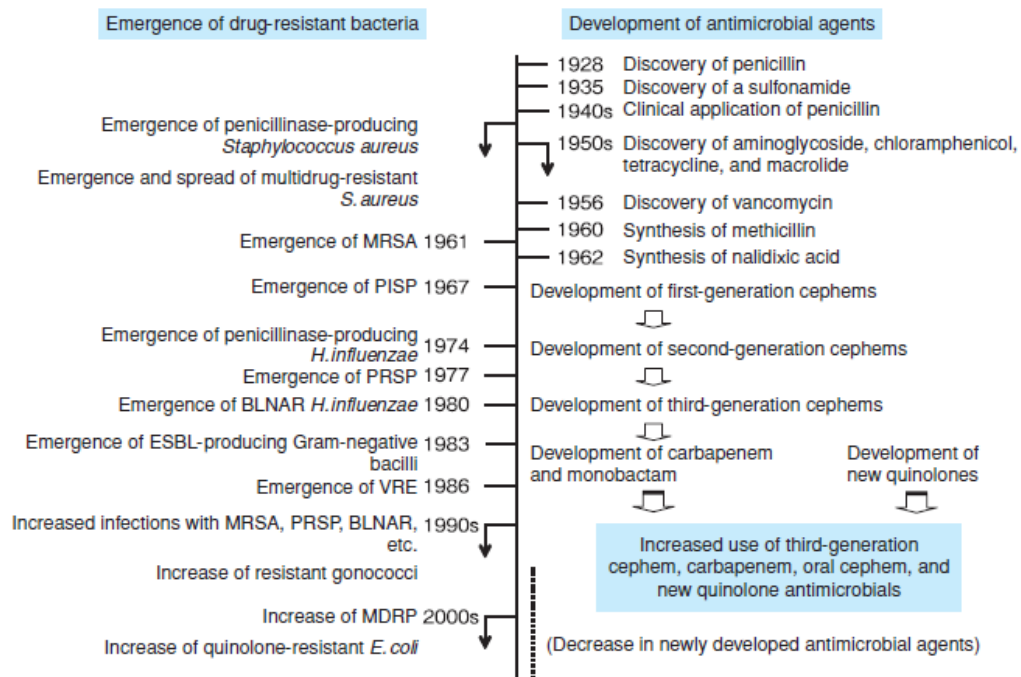 Emergence of drug-resistant bacteria
Development of antimicrobial agents
1928 Discovery of penicillin
1935 Discovery of a sulfonamide
1940s Clinical application of penicillin
Emergence of penicillinase-producing
Staphylococcus aureus
1950s Discovery of aminoglycoside, chloramphenicol,
tetracycline, and macrolide
Emergence and spread of multidrug-resistant
S. aureus
1956 Discovery of vancomycin
1960 Synthesis of methicillin
Emergence of MRSA 1961
1962 Synthesis of nalidixic acid
Emergence of PISP 1967
Development of first-generation cephems
Emergence of penicillinase-producing
H.influenzae 1974
Development of second-generation cephems
Emergence of PRSP 1977
Emergence of BLNAR H.influenzae 1980
Development of third-generation cephems
Emergence of ESBL-producing Gram-negative
bacilli 1983
Development of carbapenem
and monobactam
Development of
new quinolones
Emergence of VRE 1986
Increased infections with MRSA, PRSP, BLNAR,
etc. 1990s
Increased use of third-generation
cephem, carbapenem, oral cephem, and
new quinolone antimicrobials
Increase of resistant gonococci
Increase of MDRP 2000s
Increase of quinolone-resistant E. coli
(Decrease in newly developed antimicrobial agents)